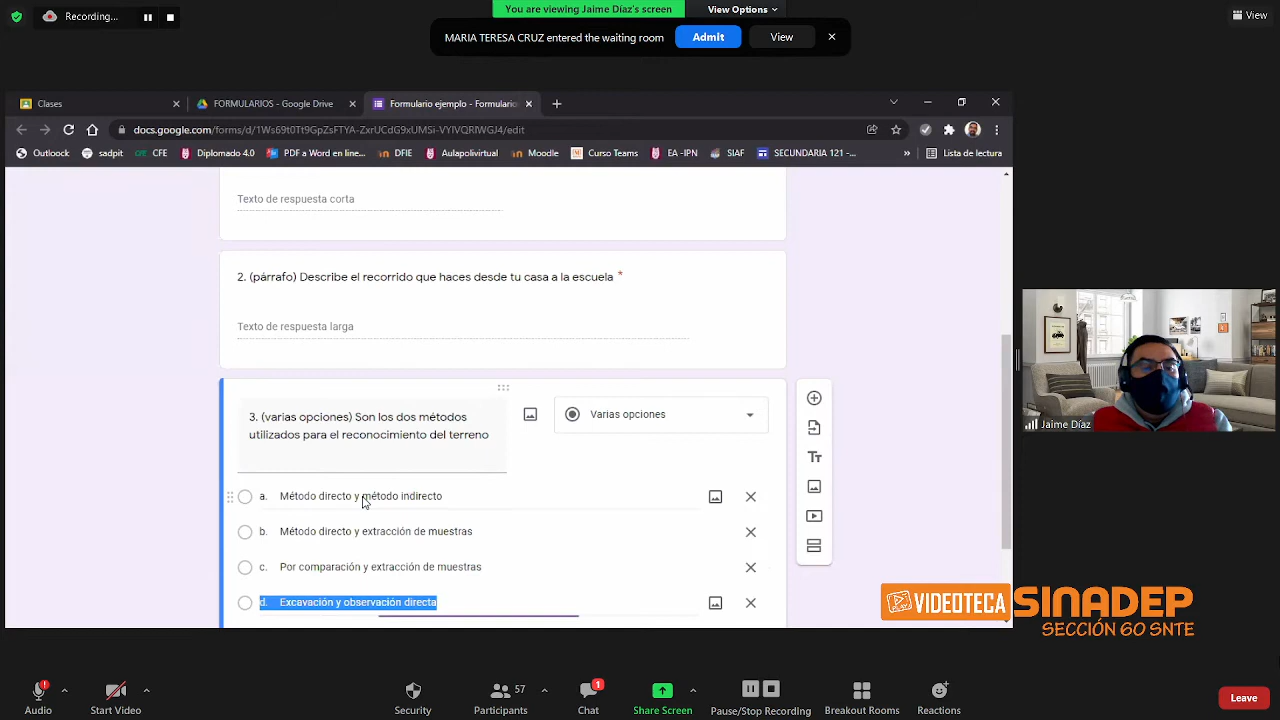 You are viewing Jaime Díaz's screen
View Options
Recording...
View
MARIA TERESA CRUZ entered the waiting room
Admit
View
Clases
FORMULARIOS - Google Drive
Formulario ejemplo - Formulario
docs.google.com/forms/d/1Ws69t0Tt9GpZsFTYA-ZxrUCdG9xUMSi-VYIVQRIWGJ4/edit
Outloock
sadpit
CFE
Diplomado 4.0
PDF a Word en line...
DFIE
Aulapolivirtual
Moodle
Curso Teams
EA -IPN
SIAF
SECUNDARIA 121 -...
»
Lista de lectura
Texto de respuesta corta
2. (párrafo) Describe el recorrido que haces desde tu casa a la escuela *
Texto de respuesta larga
3. (varias opciones) Son los dos métodos
utilizados para el reconocimiento del terreno
Varias opciones
Tт
a. Método directo y método indirecto
b. Método directo y extracción de muestras
c. Por comparación y extracción de muestras
d. Excavación y observación directa
Jaime Díaz
VIDEOTECA
SINADEP
SECCIÓN 60 SNTE
Audio
Start Video
Security
57
Participants
1
Chat
Share Screen
Pause/Stop Recording
Breakout Rooms
Reactions
Leave